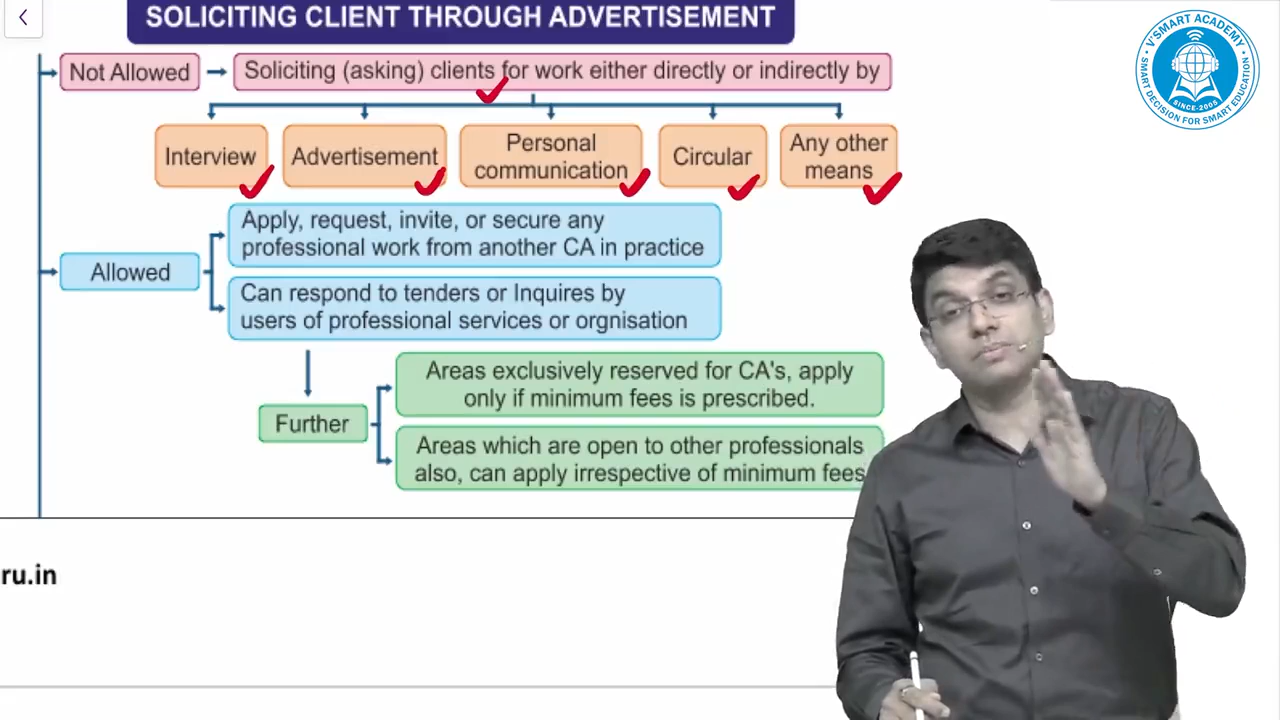 SOLICITING CLIENT THROUGH ADVERTISEMENT
Not Allowed
Soliciting (asking) clients for work either directly or indirectly by
Interview
Advertisement
Personal
communication
Circular
Any other
means
Allowed
Apply, request, invite, or secure any
professional work from another CA in practice
Can respond to tenders or Inquires by
users of professional services or orgnisation
Further
Areas exclusively reserved for CA's, apply
only if minimum fees is prescribed.
Areas which are open to other professionals
also, can apply irrespective of minimum fees
ru.in
V'SMART ACADEMY
SINCE-2005
SMART DECISION FOR SMART EDUCATION